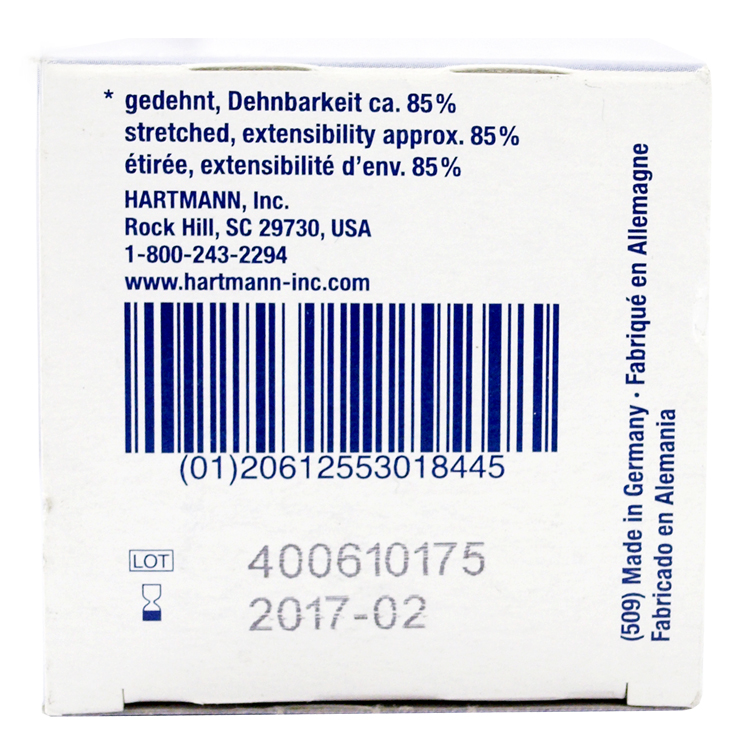 * gedehnt, Dehnbarkeit ca. 85%
stretched, extensibility approx. 85%
étirée, extensibilité d'env. 85%
HARTMANN, Inc.
Rock Hill, SC 29730, USA
1-800-243-2294
www.hartmann-inc.com
(01)20612553018445
LOT 400610175
2017-02
(509) Made in Germany · Fabriqué en Allemagne
Fabricado en Alemania